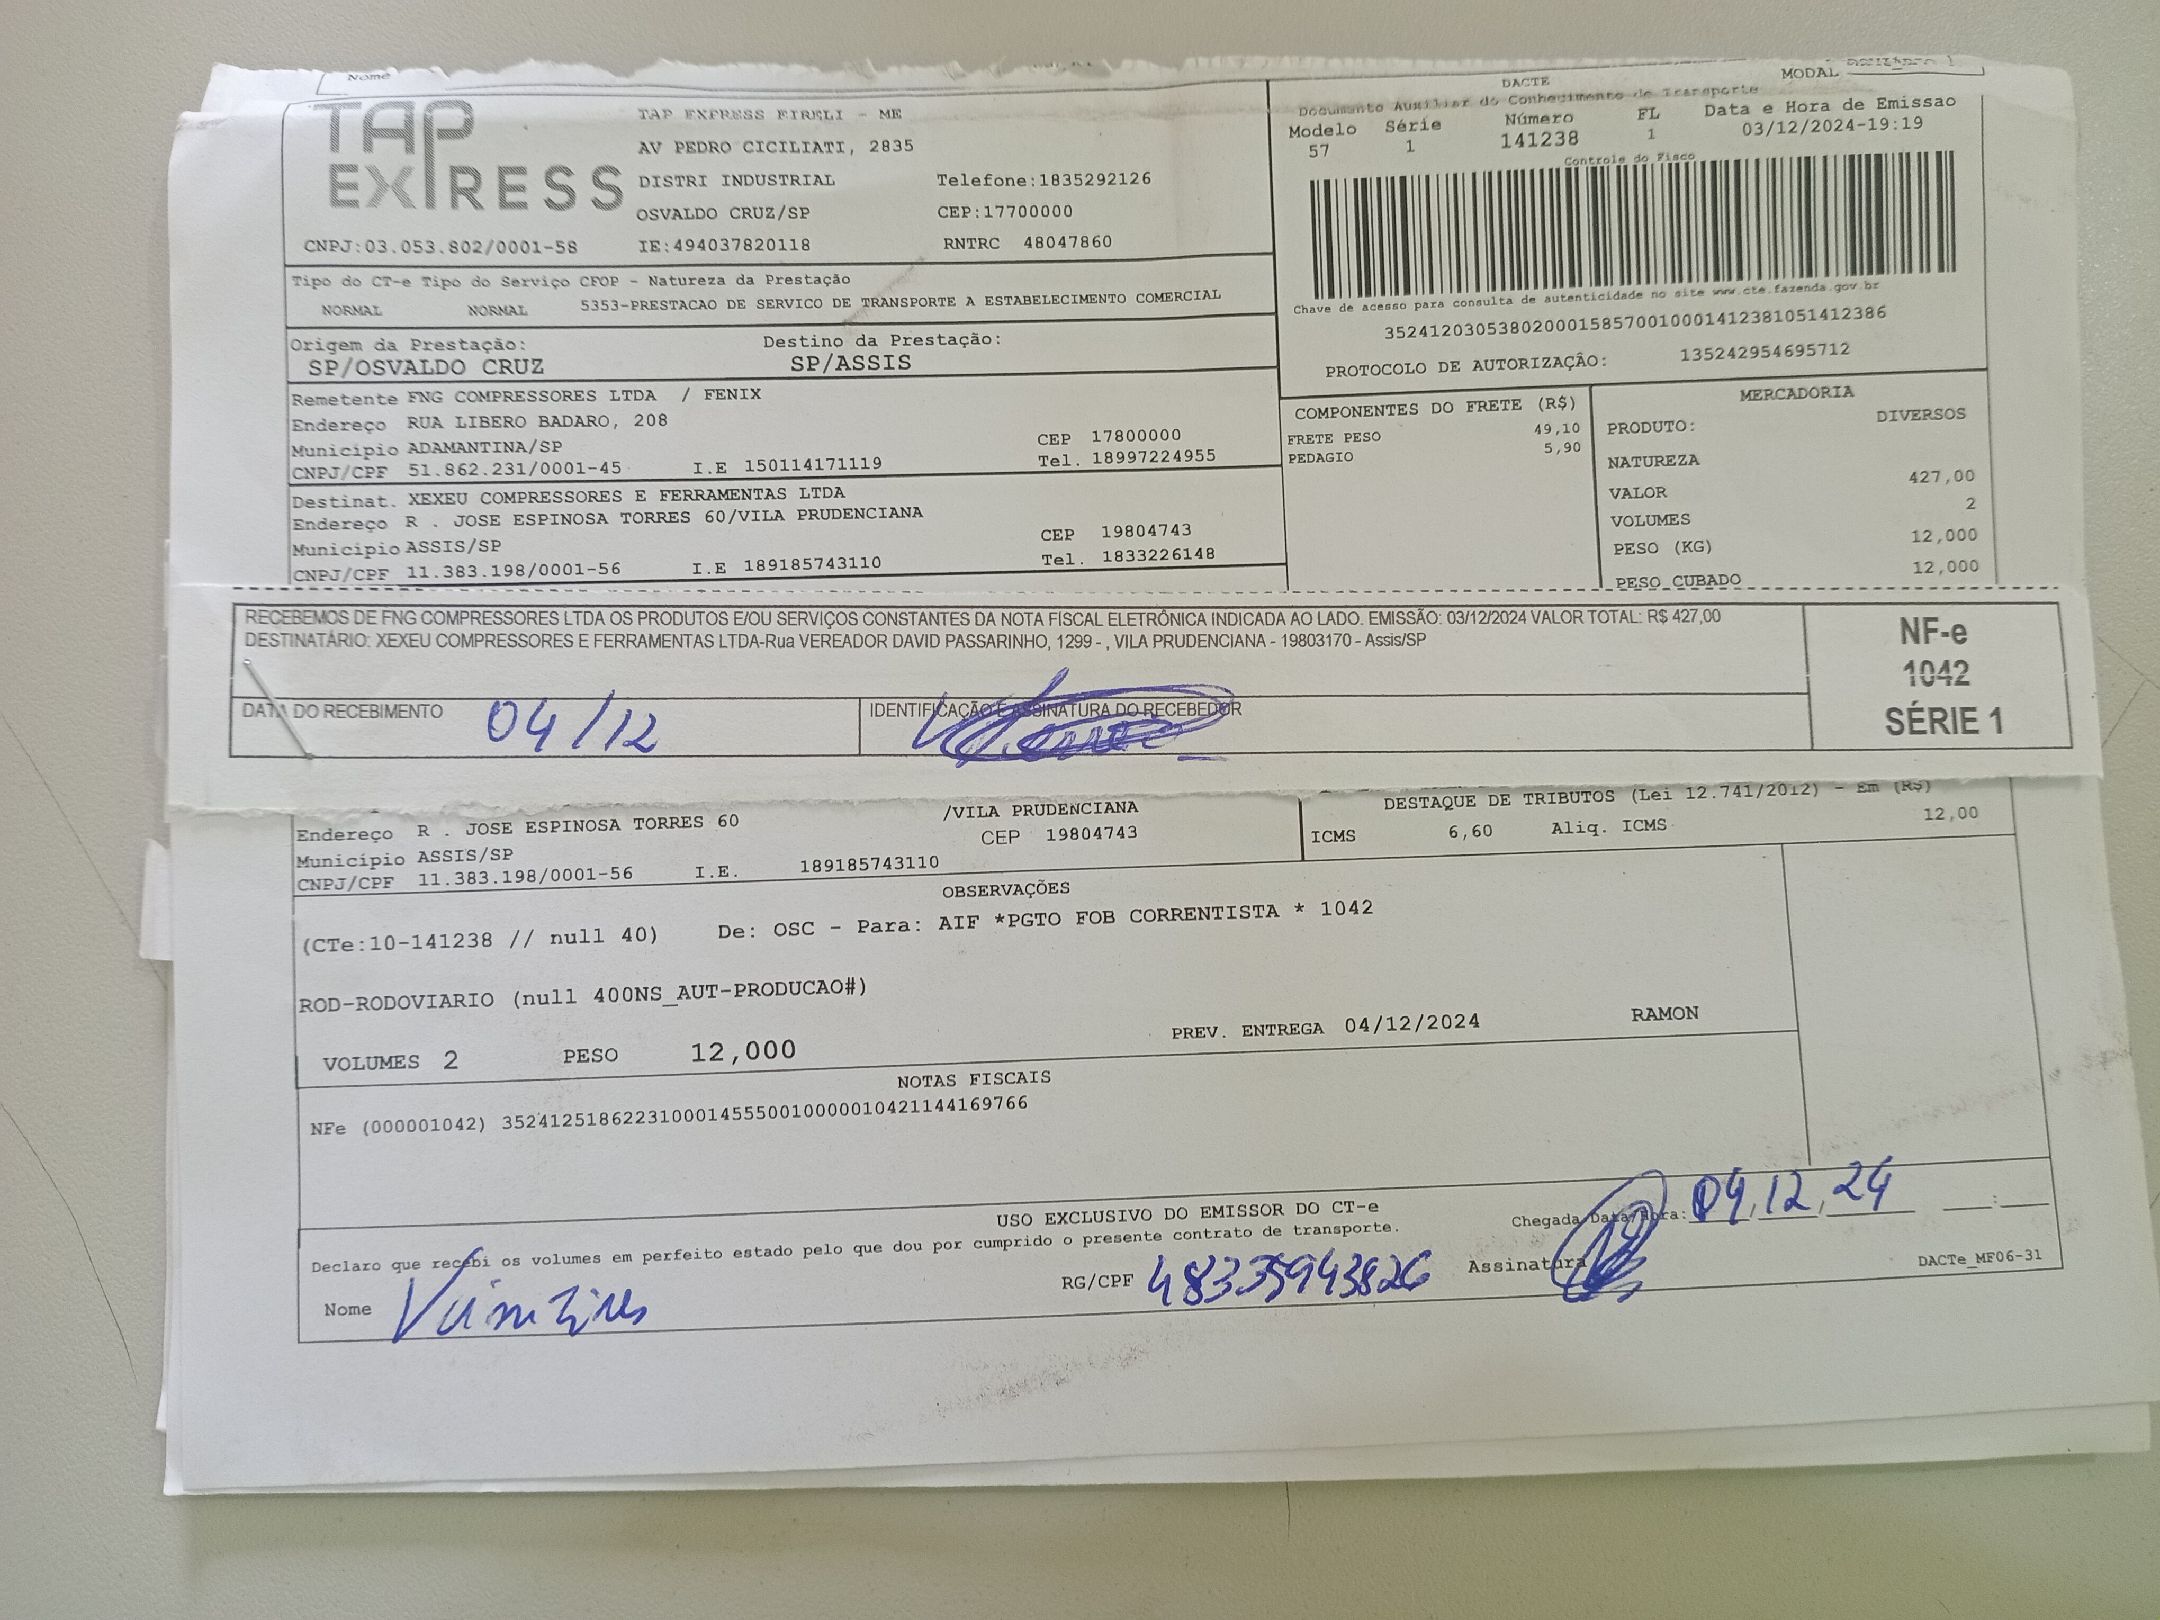 Nome
MODAL
TAP
EXPRESS
TAP EXPRESS EIRELI - ME
AV PEDRO CICILIATI, 2835
DISTRI INDUSTRIAL Telefone:1835292126
OSVALDO CRUZ/SP CEP:17700000
CNPJ:03.053.802/0001-58 IE:494037820118 RNTRC 48047860
DACTE
Documento Auxiliar do Conhecimento de Transporte
Modelo Série Número FL Data e Hora de Emissao
57 1 141238 1 03/12/2024-19:19
Controle do Fisco
Chave de acesso para consulta de autenticidade no site www.cte.fazenda.gov.br
35241203053802000158570010001412381051412386
PROTOCOLO DE AUTORIZAÇÂO: 135242954695712
Tipo do CT-e Tipo do Serviço CFOP - Natureza da Prestação
NORMAL NORMAL 5353-PRESTACAO DE SERVICO DE TRANSPORTE A ESTABELECIMENTO COMERCIAL
Origem da Prestação: Destino da Prestação:
SP/OSVALDO CRUZ SP/ASSIS
Remetente FNG COMPRESSORES LTDA / FENIX
Endereço RUA LIBERO BADARO, 208
Municipio ADAMANTINA/SP CEP 17800000
CNPJ/CPF 51.862.231/0001-45 I.E 150114171119 Tel. 18997224955
Destinat. XEXEU COMPRESSORES E FERRAMENTAS LTDA
Endereço R . JOSE ESPINOSA TORRES 60/VILA PRUDENCIANA
Municipio ASSIS/SP CEP 19804743
CNPJ/CPF 11.383.198/0001-56 I.E 189185743110 Tel. 1833226148
COMPONENTES DO FRETE (R$)
FRETE PESO 49,10
PEDAGIO 5,90
MERCADORIA
PRODUTO: DIVERSOS
NATUREZA
VALOR 427,00
VOLUMES 2
PESO (KG) 12,000
PESO CUBADO 12,000
RECEBEMOS DE FNG COMPRESSORES LTDA OS PRODUTOS E/OU SERVIÇOS CONSTANTES DA NOTA FISCAL ELETRÔNICA INDICADA AO LADO. EMISSÃO: 03/12/2024 VALOR TOTAL: R$ 427,00
DESTINATÁRIO: XEXEU COMPRESSORES E FERRAMENTAS LTDA-Rua VEREADOR DAVID PASSARINHO, 1299 - , VILA PRUDENCIANA - 19803170 - Assis/SP
DATA DO RECEBIMENTO 04/12 IDENTIFICAÇÃO E ASSINATURA DO RECEBEDOR
NF-e
1042
SÉRIE 1
/VILA PRUDENCIANA
Endereço R . JOSE ESPINOSA TORRES 60 CEP 19804743
Municipio ASSIS/SP
CNPJ/CPF 11.383.198/0001-56 I.E. 189185743110
DESTAQUE DE TRIBUTOS (Lei 12.741/2012) - Em (R$)
ICMS 6,60 Aliq. ICMS 12,00
OBSERVAÇÕES
(CTe:10-141238 // null 40) De: OSC - Para: AIF *PGTO FOB CORRENTISTA * 1042
ROD-RODOVIARIO (null 400NS_AUT-PRODUCAO#)
PREV. ENTREGA 04/12/2024 RAMON
VOLUMES 2 PESO 12,000
NOTAS FISCAIS
NFe (000001042) 35241251862231000145550010000010421144169766
USO EXCLUSIVO DO EMISSOR DO CT-e
Declaro que recebi os volumes em perfeito estado pelo que dou por cumprido o presente contrato de transporte.
Chegada Data/Hora: 04,12,24 :
Nome RG/CPF 48335943826 Assinatura
DACTe_MF06-31